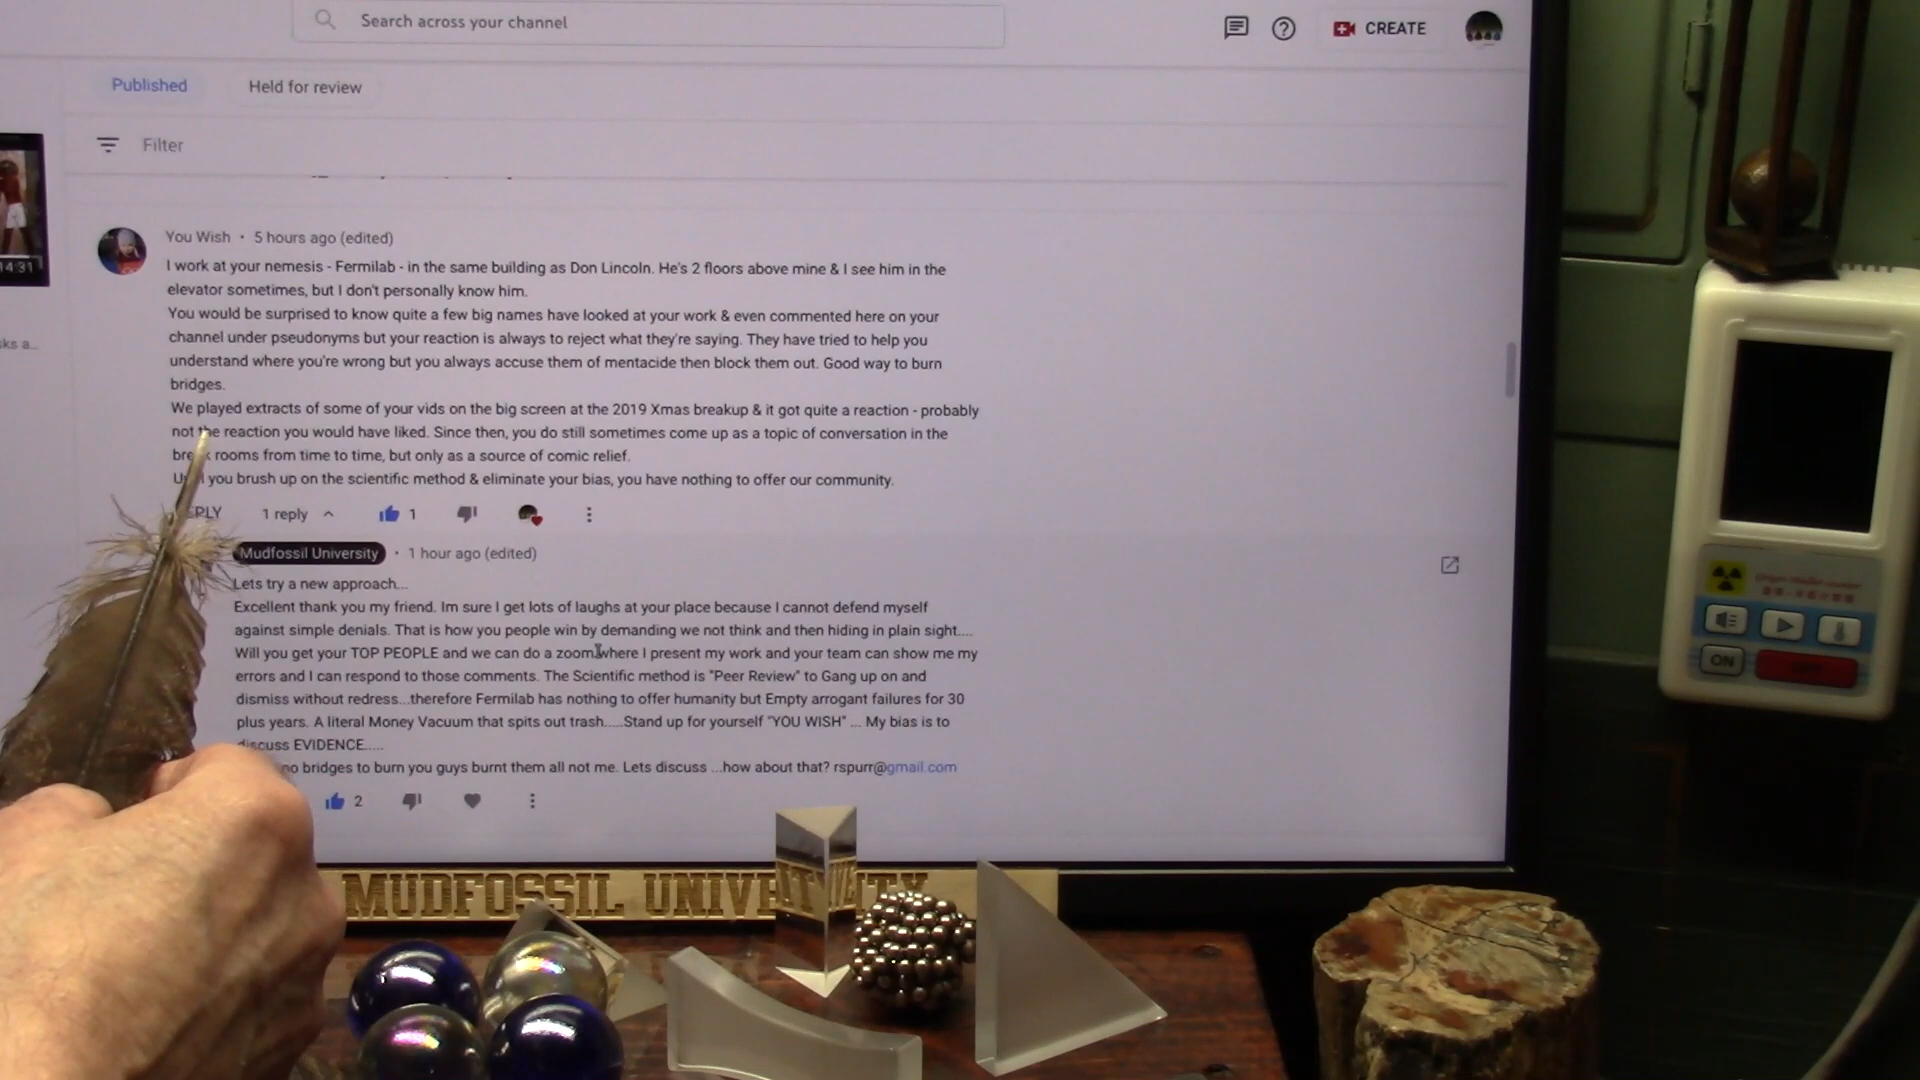 Search across your channel
CREATE
Published
Held for review
Filter
14:31
sks a...
You Wish • 5 hours ago (edited)
I work at your nemesis - Fermilab - in the same building as Don Lincoln. He's 2 floors above mine & I see him in the
elevator sometimes, but I don't personally know him.
You would be surprised to know quite a few big names have looked at your work & even commented here on your
channel under pseudonyms but your reaction is always to reject what they're saying. They have tried to help you
understand where you're wrong but you always accuse them of mentacide then block them out. Good way to burn
bridges.
We played extracts of some of your vids on the big screen at the 2019 Xmas breakup & it got quite a reaction - probably
not the reaction you would have liked. Since then, you do still sometimes come up as a topic of conversation in the
break rooms from time to time, but only as a source of comic relief.
Until you brush up on the scientific method & eliminate your bias, you have nothing to offer our community.
REPLY
1 reply
1
Mudfossil University • 1 hour ago (edited)
Lets try a new approach...
Excellent thank you my friend. Im sure I get lots of laughs at your place because I cannot defend myself
against simple denials. That is how you people win by demanding we not think and then hiding in plain sight....
Will you get your TOP PEOPLE and we can do a zoom where I present my work and your team can show me my
errors and I can respond to those comments. The Scientific method is "Peer Review" to Gang up on and
dismiss without redress...therefore Fermilab has nothing to offer humanity but Empty arrogant failures for 30
plus years. A literal Money Vacuum that spits out trash.....Stand up for yourself "YOU WISH" ... My bias is to
discuss EVIDENCE.....
no bridges to burn you guys burnt them all not me. Lets discuss ...how about that? rspurr@gmail.com
2
MUDFOSSIL UNIVERSITY
ON